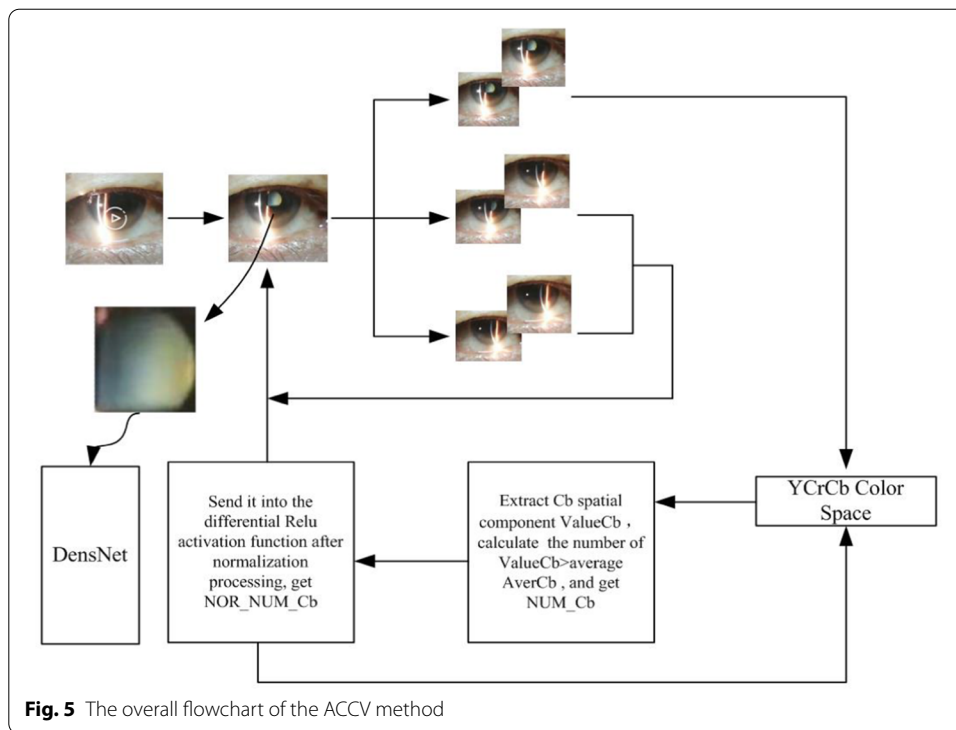 DensNet
Send it into the
differential Relu
activation function after
normalization
processing, get
NOR_NUM_Cb
Extract Cb spatial
component ValueCb ,
calculate the number of
ValueCb>average
AverCb , and get
NUM_Cb
YCrCb Color
Space
Fig. 5 The overall flowchart of the ACCV method